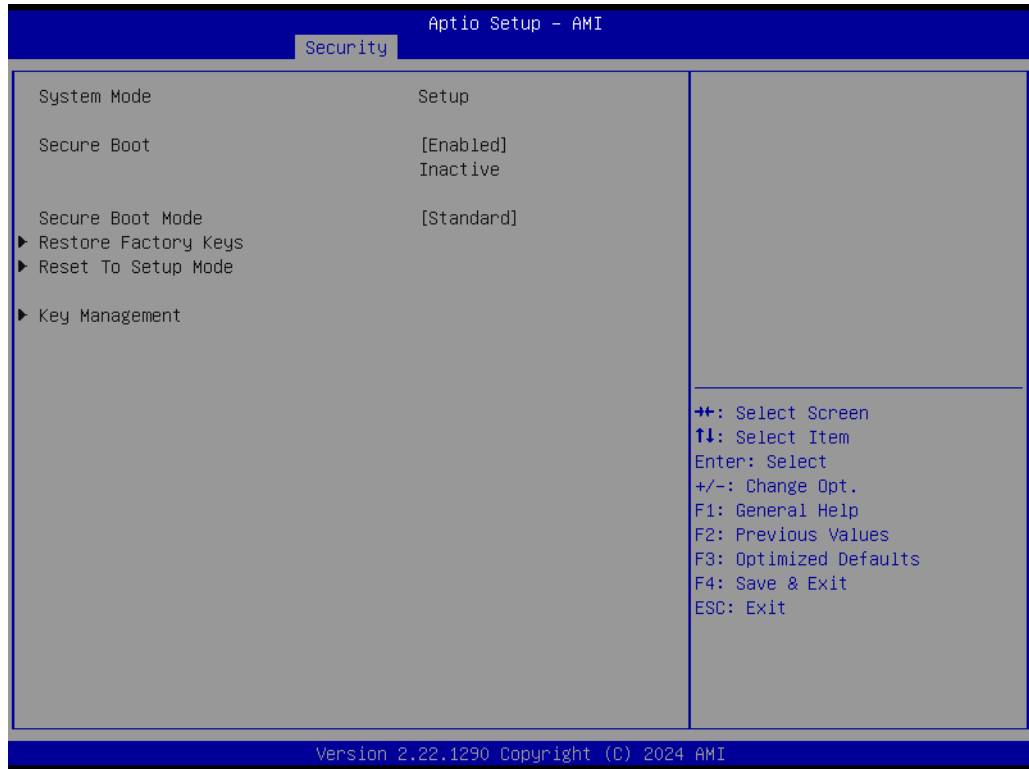 Aptio Setup – AMI
Security
System Mode Setup
Secure Boot [Enabled]
Inactive
Secure Boot Mode [Standard]
▶ Restore Factory Keys
▶ Reset To Setup Mode
▶ Key Management
→←: Select Screen
↑↓: Select Item
Enter: Select
+/-: Change Opt.
F1: General Help
F2: Previous Values
F3: Optimized Defaults
F4: Save & Exit
ESC: Exit
Version 2.22.1290 Copyright (C) 2024 AMI